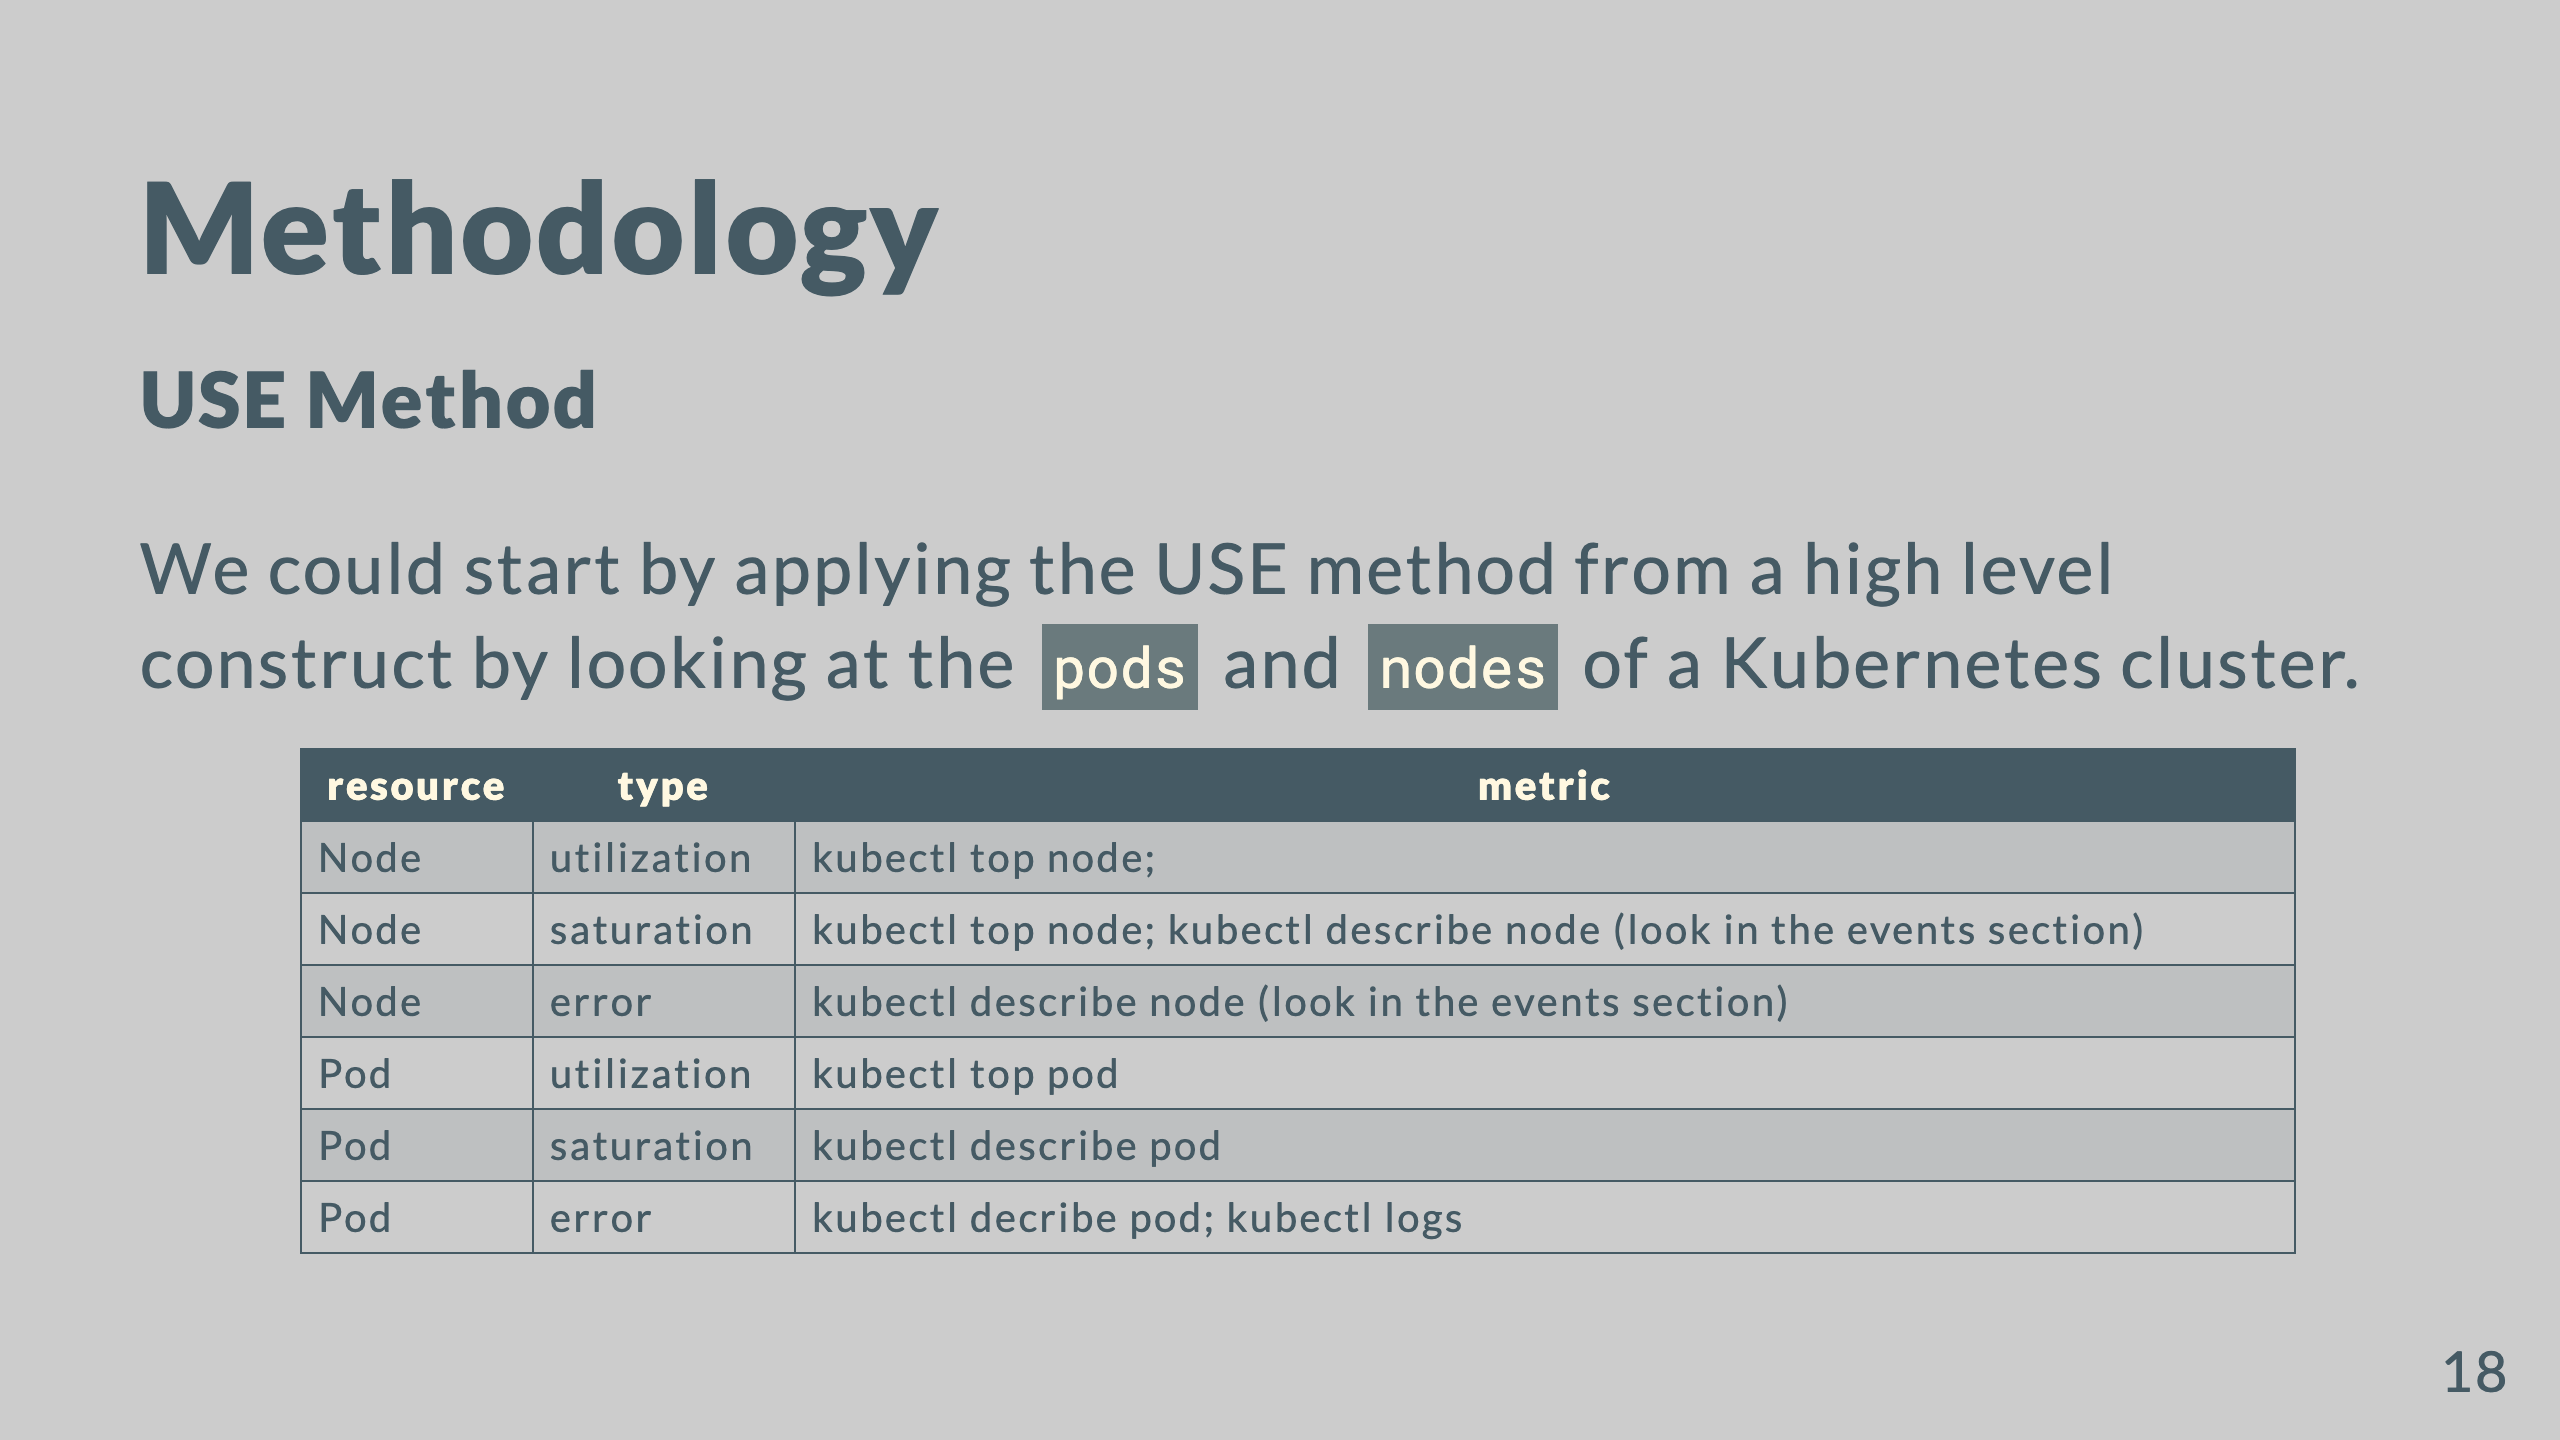 Methodology
USE Method
We could start by applying the USE method from a high level
construct by looking at the pods and nodes of a Kubernetes cluster.
resource type metric
Node utilization kubectl top node;
Node saturation kubectl top node; kubectl describe node (look in the events section)
Node error kubectl describe node (look in the events section)
Pod utilization kubectl top pod
Pod saturation kubectl describe pod
Pod error kubectl decribe pod; kubectl logs
18